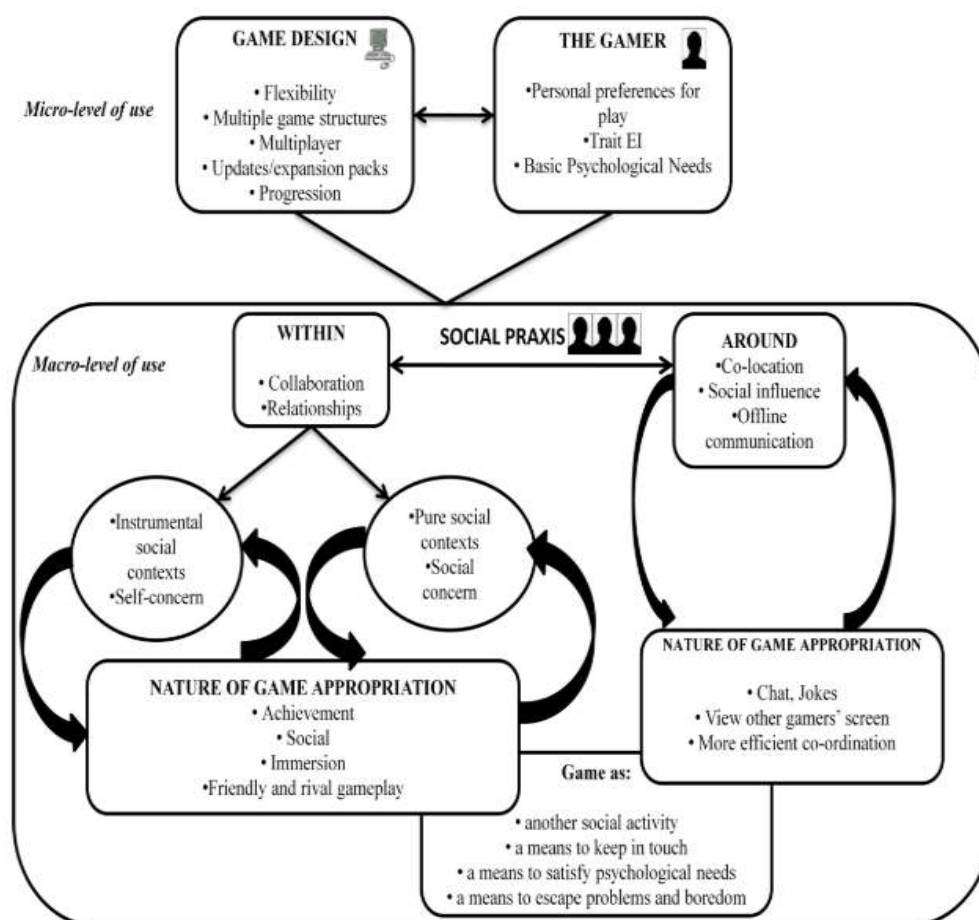 GAME DESIGN
• Flexibility
• Multiple game structures
• Multiplayer
• Updates/expansion packs
• Progression
THE GAMER
•Personal preferences for
play
•Trait EI
• Basic Psychological Needs
Micro-level of use
Macro-level of use
SOCIAL PRAXIS
WITHIN
• Collaboration
•Relationships
AROUND
•Co-location
• Social influence
•Offline
communication
•Instrumental
social
contexts
•Self-concern
•Pure social
contexts
•Social
concern
NATURE OF GAME APPROPRIATION
• Achievement
• Social
• Immersion
•Friendly and rival gameplay
NATURE OF GAME APPROPRIATION
• Chat, Jokes
• View other gamers’ screen
• More efficient co-ordination
Game as:
• another social activity
• a means to keep in touch
• a means to satisfy psychological needs
• a means to escape problems and boredom